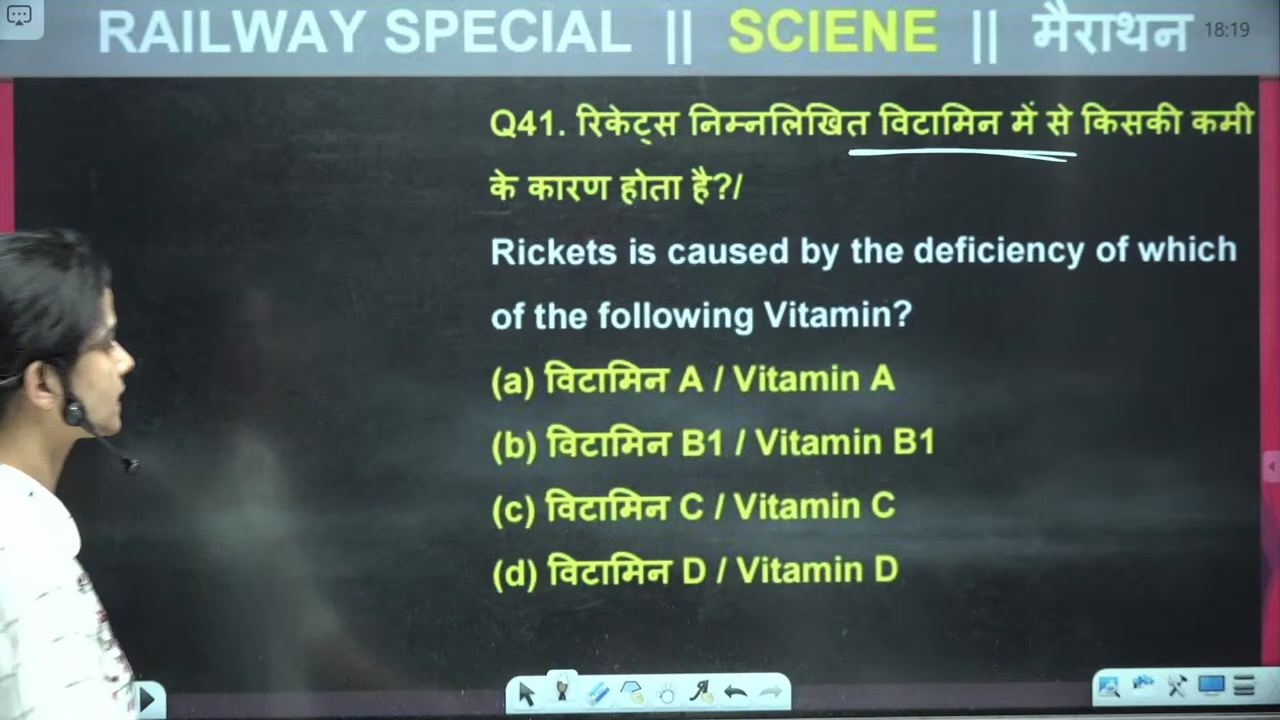 RAILWAY SPECIAL || SCIENE || मैराथन 18:19
Q41. रिकेट्स निम्नलिखित विटामिन में से किसकी कमी
के कारण होता है?/
Rickets is caused by the deficiency of which
of the following Vitamin?
(a) विटामिन A / Vitamin A
(b) विटामिन B1 / Vitamin B1
(c) विटामिन C / Vitamin C
(d) विटामिन D / Vitamin D